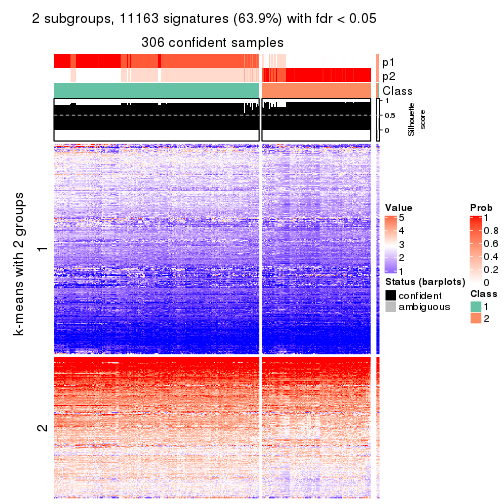 2 subgroups, 11163 signatures (63.9%) with fdr < 0.05
306 confident samples
p1
p2
Class
1
0.5
0
Silhouette
score
k-means with 2 groups
1
2
Value
5
4
3
2
1
Status (barplots)
confident
ambiguous
Prob
1
0.8
0.6
0.4
0.2
0
Class
1
2